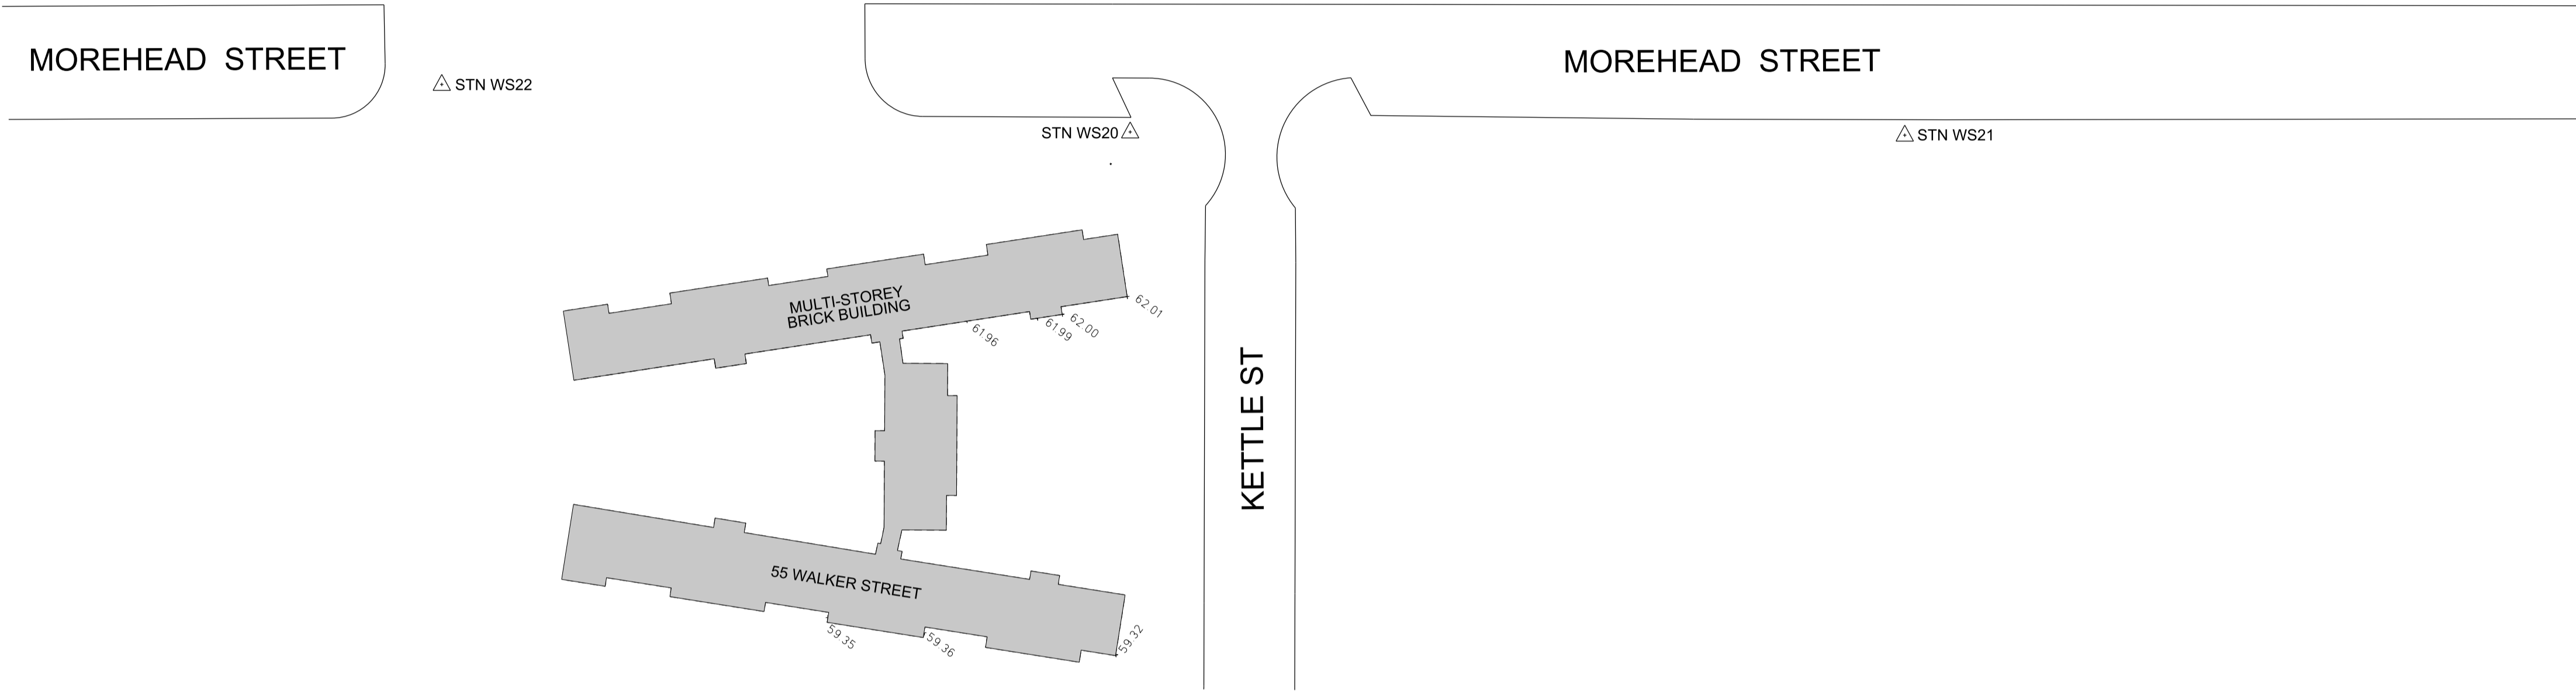 MOREHEAD STREET
MOREHEAD STREET
STN WS22
STN WS20
STN WS21
MULTI-STOREY
BRICK BUILDING
62.01
62.00
61.99
61.96
KETTLE ST
55 WALKER STREET
59.35
59.36
59.32